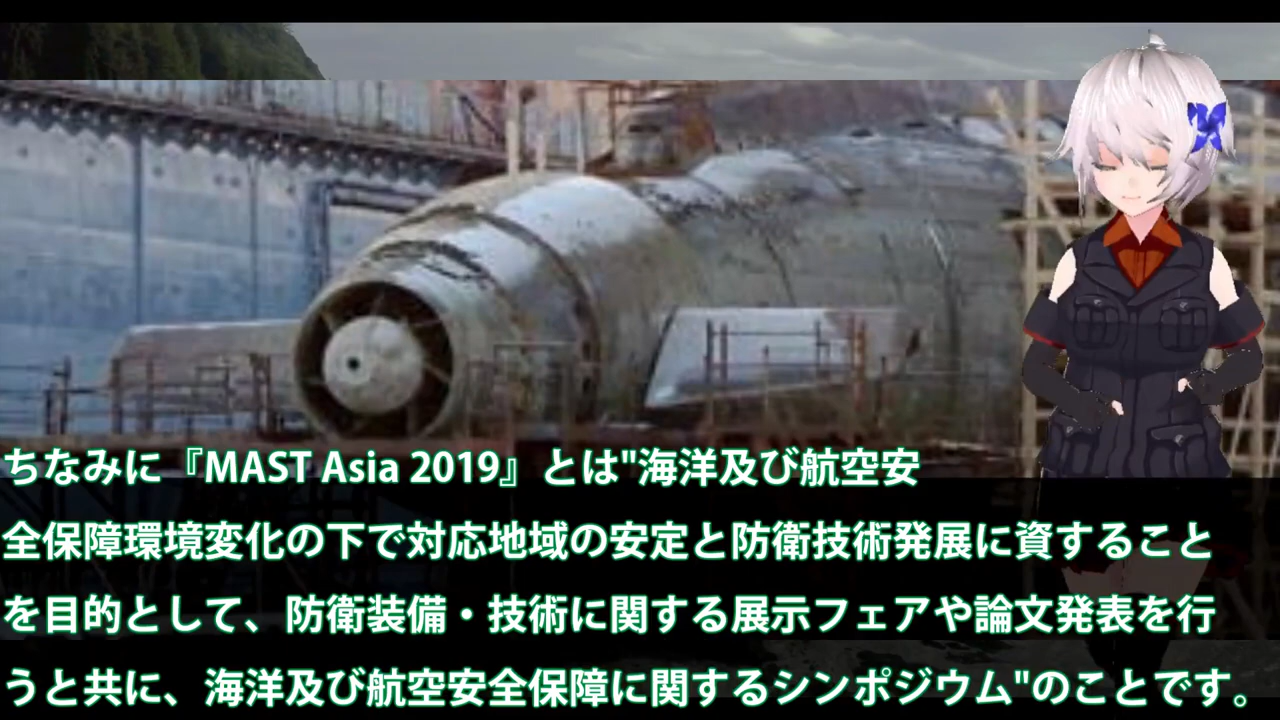 ちなみに『MAST Asia 2019』とは"海洋及び航空安
全保障環境変化の下で対応地域の安定と防衛技術発展に資すること
を目的として、防衛装備・技術に関する展示フェアや論文発表を行
うと共に、海洋及び航空安全保障に関するシンポジウム"のことです。